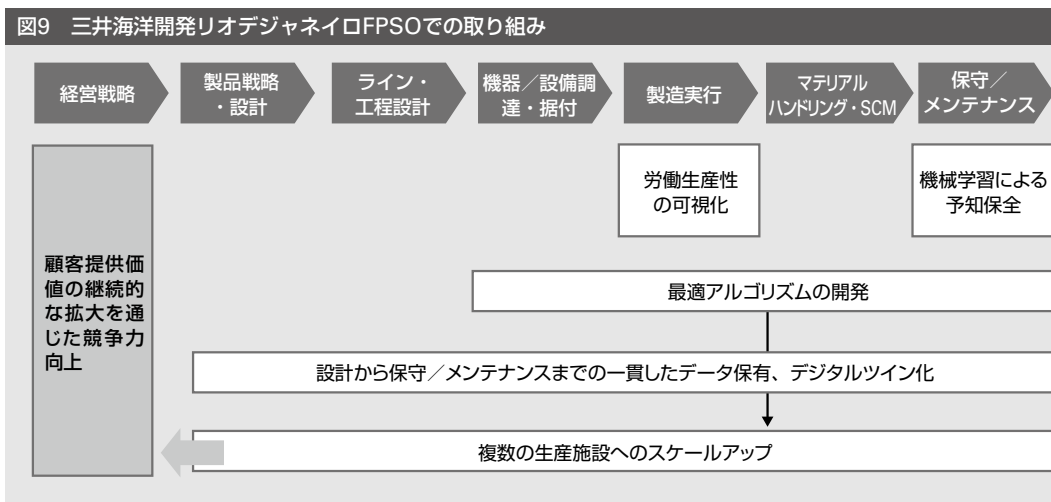 図9　三井海洋開発リオデジャネイロFPSOでの取り組み
経営戦略
製品戦略
・設計
ライン・
工程設計
機器／設備調
達・据付
製造実行
マテリアル
ハンドリング・SCM
保守／
メンテナンス
労働生産性
の可視化
機械学習による
予知保全
顧客提供価
値の継続的
な拡大を通
じた競争力
向上
最適アルゴリズムの開発
設計から保守／メンテナンスまでの一貫したデータ保有、デジタルツイン化
複数の生産施設へのスケールアップ